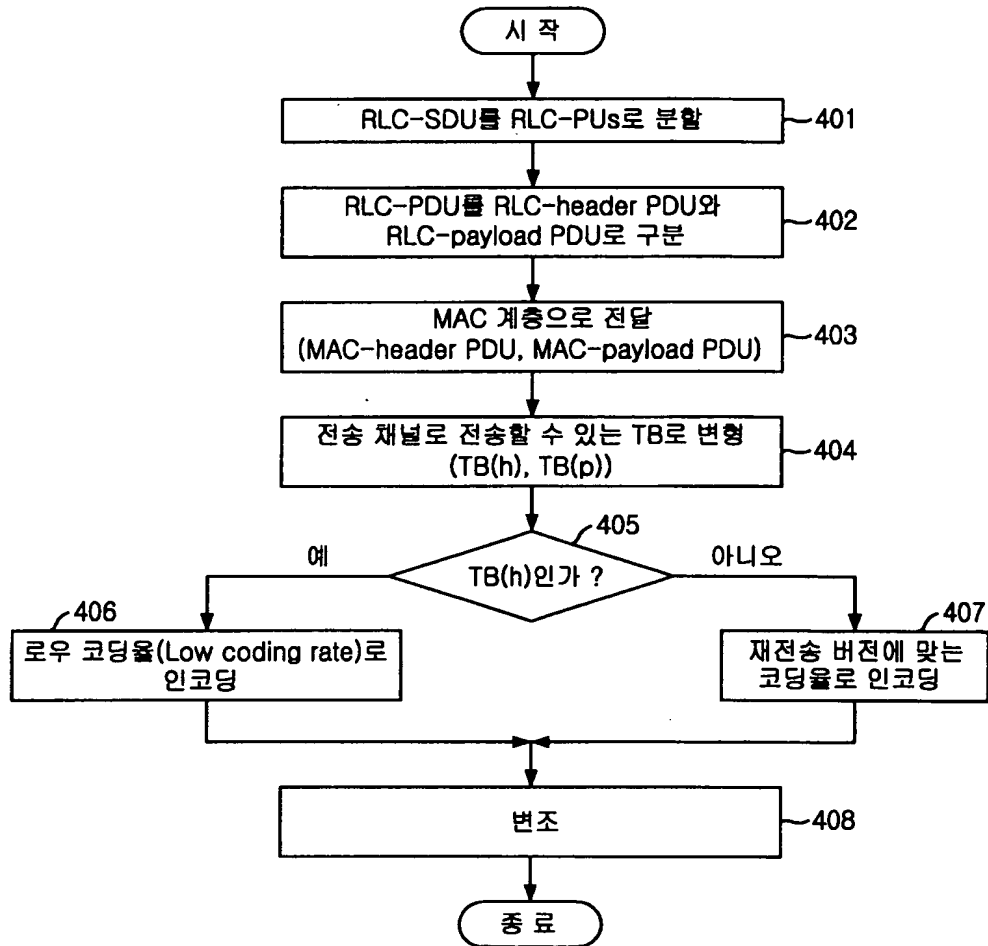 시 작
RLC-SDU를 RLC-PUs로 분할
401
RLC-PDU를 RLC-header PDU와
RLC-payload PDU로 구분
402
MAC 계층으로 전달
(MAC-header PDU, MAC-payload PDU)
403
전송 채널로 전송할 수 있는 TB로 변형
(TB(h), TB(p))
404
405
예
아니오
TB(h)인가 ?
406
로우 코딩율(Low coding rate)로
인코딩
407
재전송 버전에 맞는
코딩율로 인코딩
변조
408
종 료